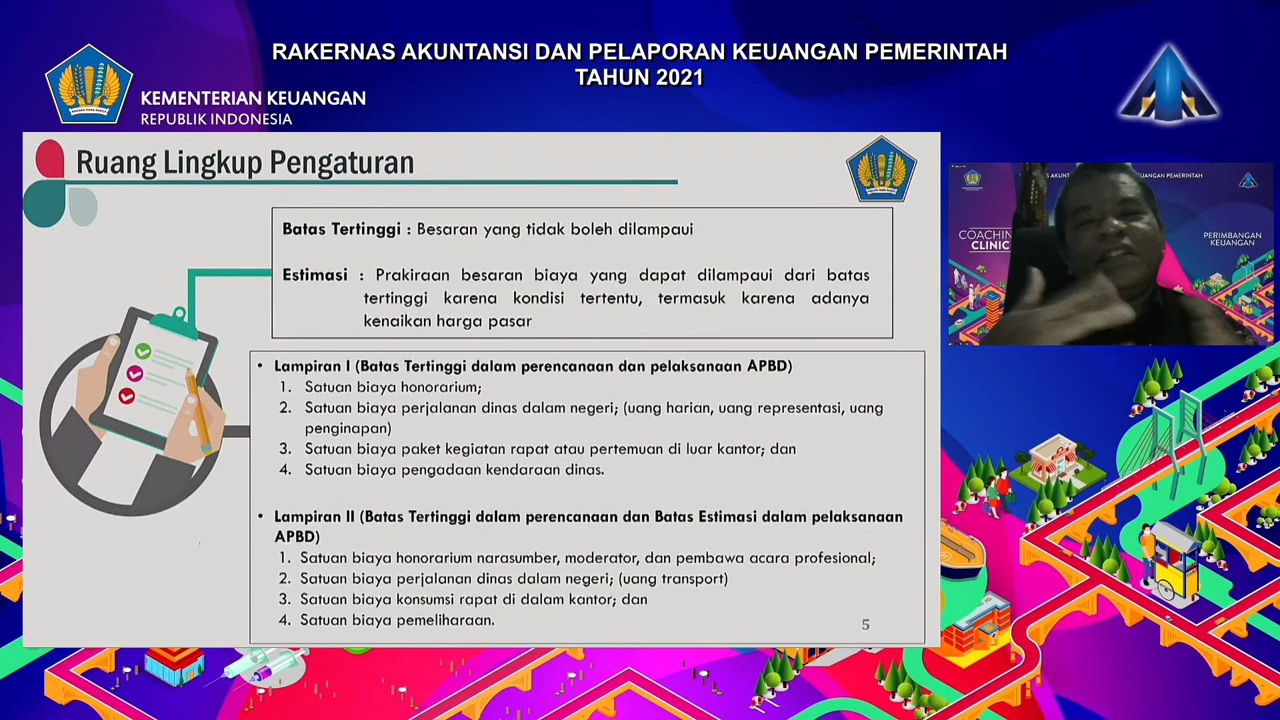 RAKERNAS AKUNTANSI DAN PELAPORAN KEUANGAN PEMERINTAH
TAHUN 2021
KEMENTERIAN KEUANGAN
REPUBLIK INDONESIA
Ruang Lingkup Pengaturan
Batas Tertinggi : Besaran yang tidak boleh dilampaui
Estimasi : Prakiraan besaran biaya yang dapat dilampaui dari batas
tertinggi karena kondisi tertentu, termasuk karena adanya
kenaikan harga pasar
• Lampiran I (Batas Tertinggi dalam perencanaan dan pelaksanaan APBD)
1. Satuan biaya honorarium;
2. Satuan biaya perjalanan dinas dalam negeri; (uang harian, uang representasi, uang
penginapan)
3. Satuan biaya paket kegiatan rapat atau pertemuan di luar kantor; dan
4. Satuan biaya pengadaan kendaraan dinas.
• Lampiran II (Batas Tertinggi dalam perencanaan dan Batas Estimasi dalam pelaksanaan
APBD)
1. Satuan biaya honorarium narasumber, moderator, dan pembawa acara profesional;
2. Satuan biaya perjalanan dinas dalam negeri; (uang transport)
3. Satuan biaya konsumsi rapat di dalam kantor; dan
4. Satuan biaya pemeliharaan.
5
KEUANGAN PEMERINTAH
COACHIN
CLINIC
PERIMBANGAN
KEUANGAN